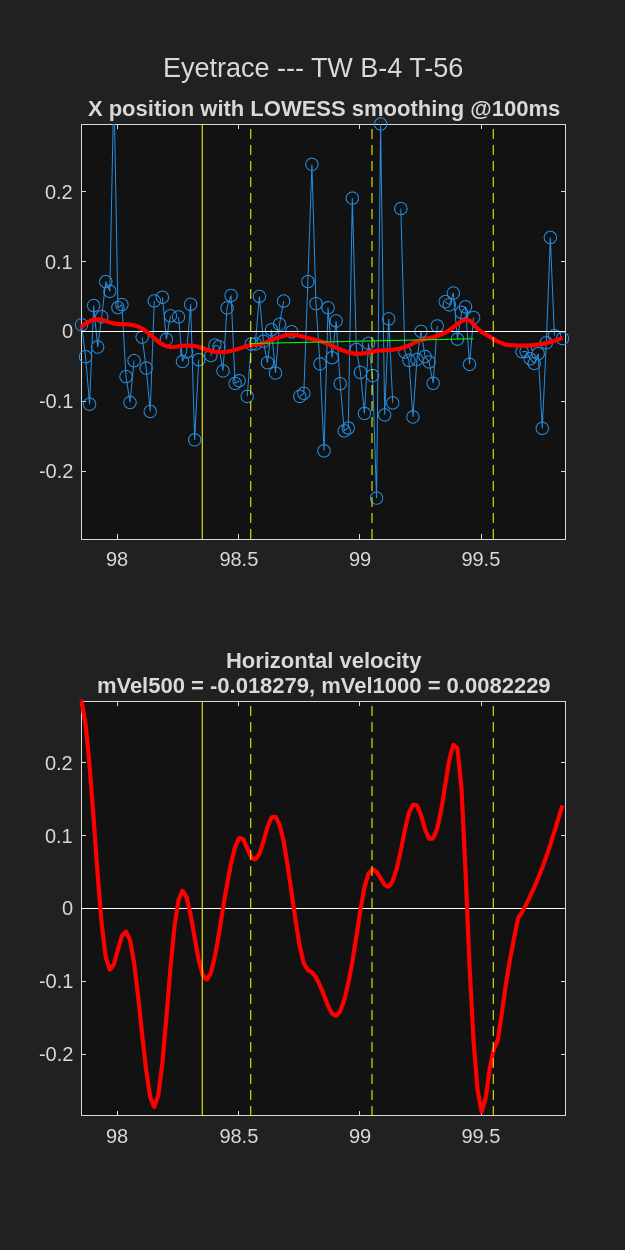 Eyetrace --- TW B-4 T-56
X position with LOWESS smoothing @100ms
0.2
0.1
0
-0.1
-0.2
98 98.5 99 99.5
Horizontal velocity
mVel500 = -0.018279, mVel1000 = 0.0082229
0.2
0.1
0
-0.1
-0.2
98 98.5 99 99.5